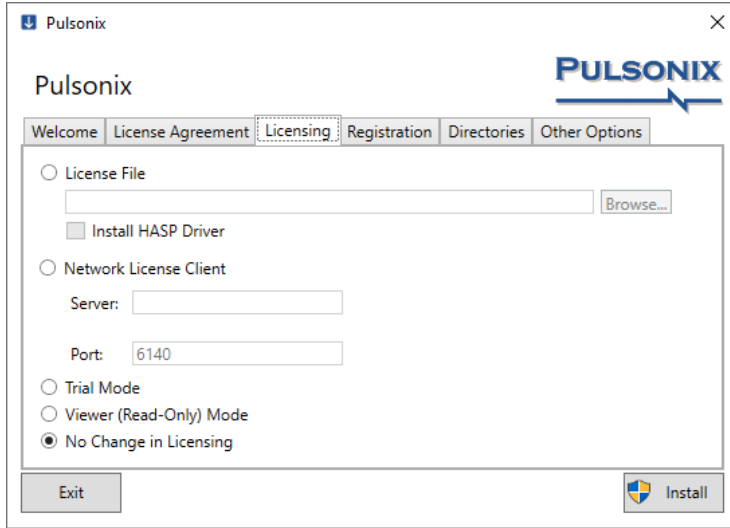 Pulsonix
Pulsonix
PULSONIX
Welcome License Agreement Licensing Registration Directories Other Options
License File
Browse...
Install HASP Driver
Network License Client
Server:
Port: 6140
Trial Mode
Viewer (Read-Only) Mode
No Change in Licensing
Exit Install